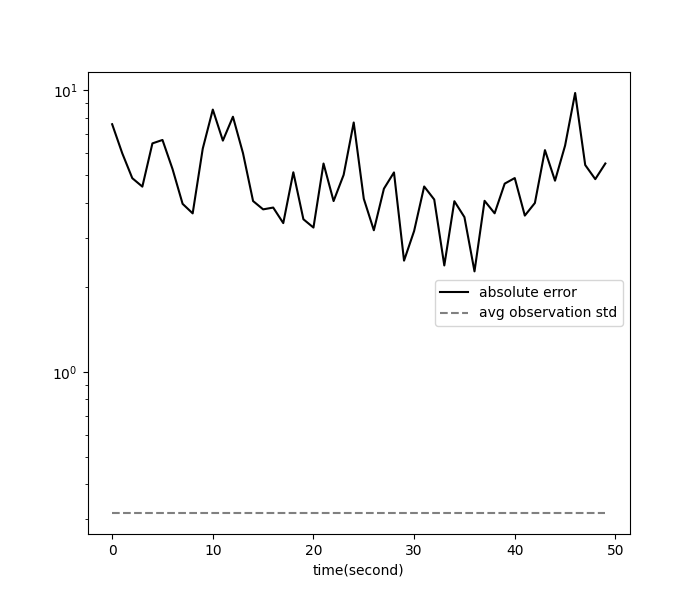 10¹
10⁰
absolute error
avg observation std
0 10 20 30 40 50
time(second)